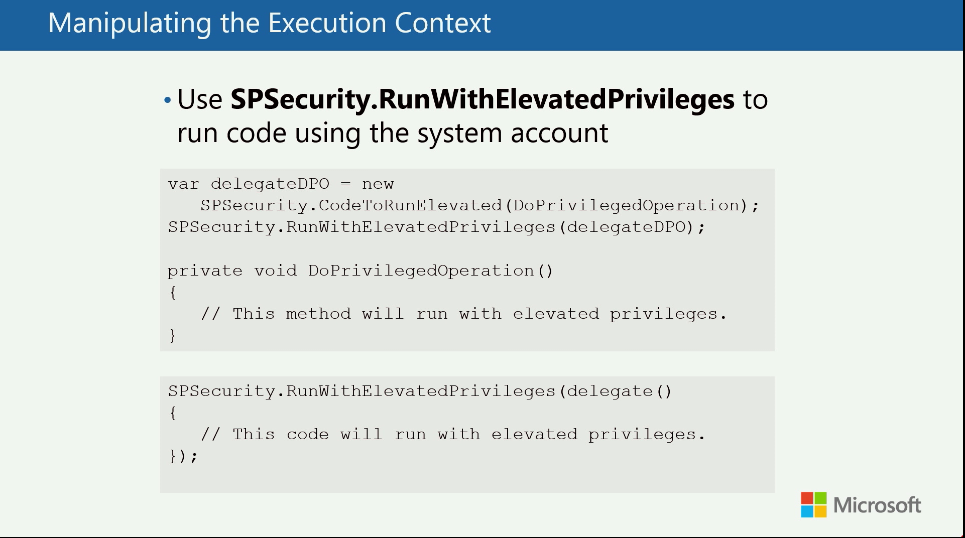 Manipulating the Execution Context
• Use SPSecurity.RunWithElevatedPrivileges to
run code using the system account
var delegateDPO = new
SPSecurity.CodeToRunElevated(DoPrivilegedOperation);
SPSecurity.RunWithElevatedPrivileges(delegateDPO);
private void DoPrivilegedOperation()
{
// This method will run with elevated privileges.
}
SPSecurity.RunWithElevatedPrivileges(delegate()
{
// This code will run with elevated privileges.
});
Microsoft